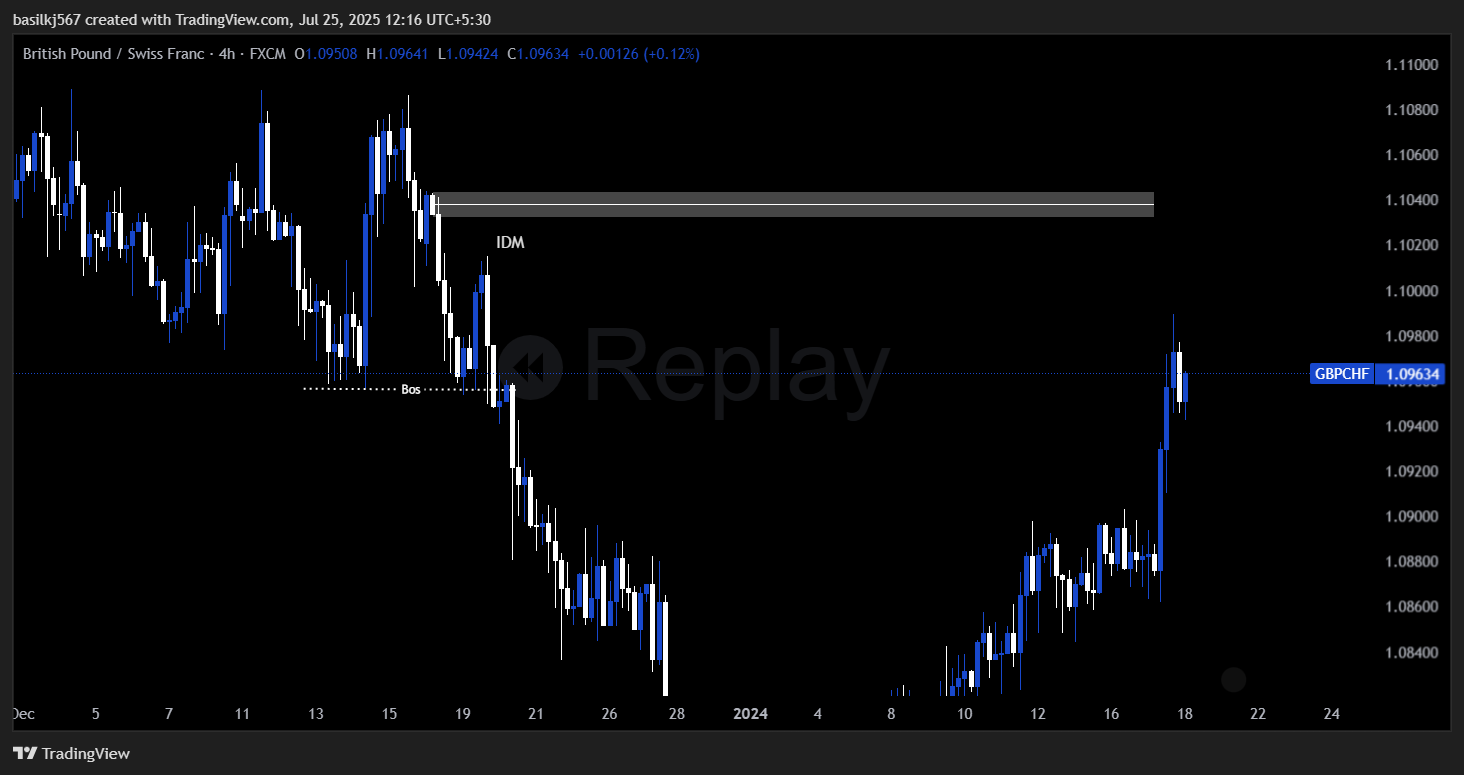 basilkj567 created with TradingView.com, Jul 25, 2025 12:16 UTC+5:30
British Pound / Swiss Franc · 4h · FXCM O1.09508 H1.09641 L1.09424 C1.09634 +0.00126 (+0.12%)
1.11000
1.10800
1.10600
1.10400
1.10200
1.10000
1.09800
GBPCHF 1.09634
1.09400
1.09200
1.09000
1.08800
1.08600
1.08400
IDM
Replay
Bos
Dec 5 7 11 13 15 19 21 26 28 2024 4 8 10 12 16 18 22 24
TradingView